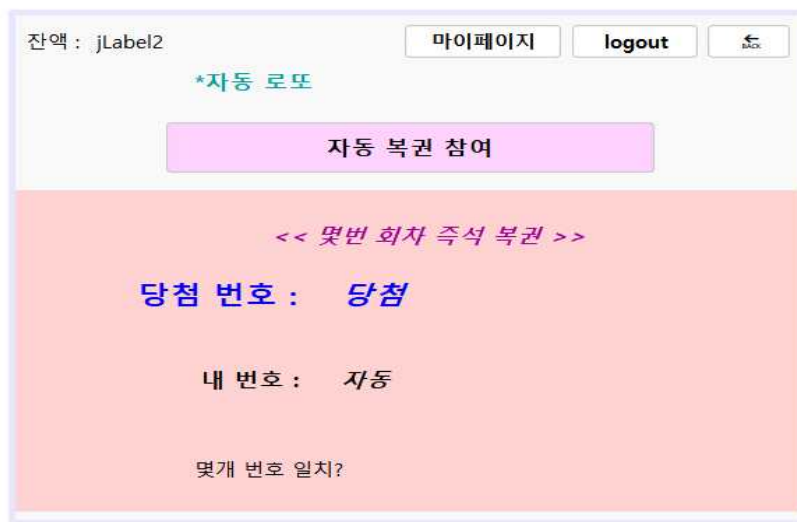 잔액 : jLabel2 마이페이지 logout BACK
*자동 로또
자동 복권 참여
<< 몇번 회차 즉석 복권 >>
당첨 번호 : 당첨
내 번호 : 자동
몇개 번호 일치?